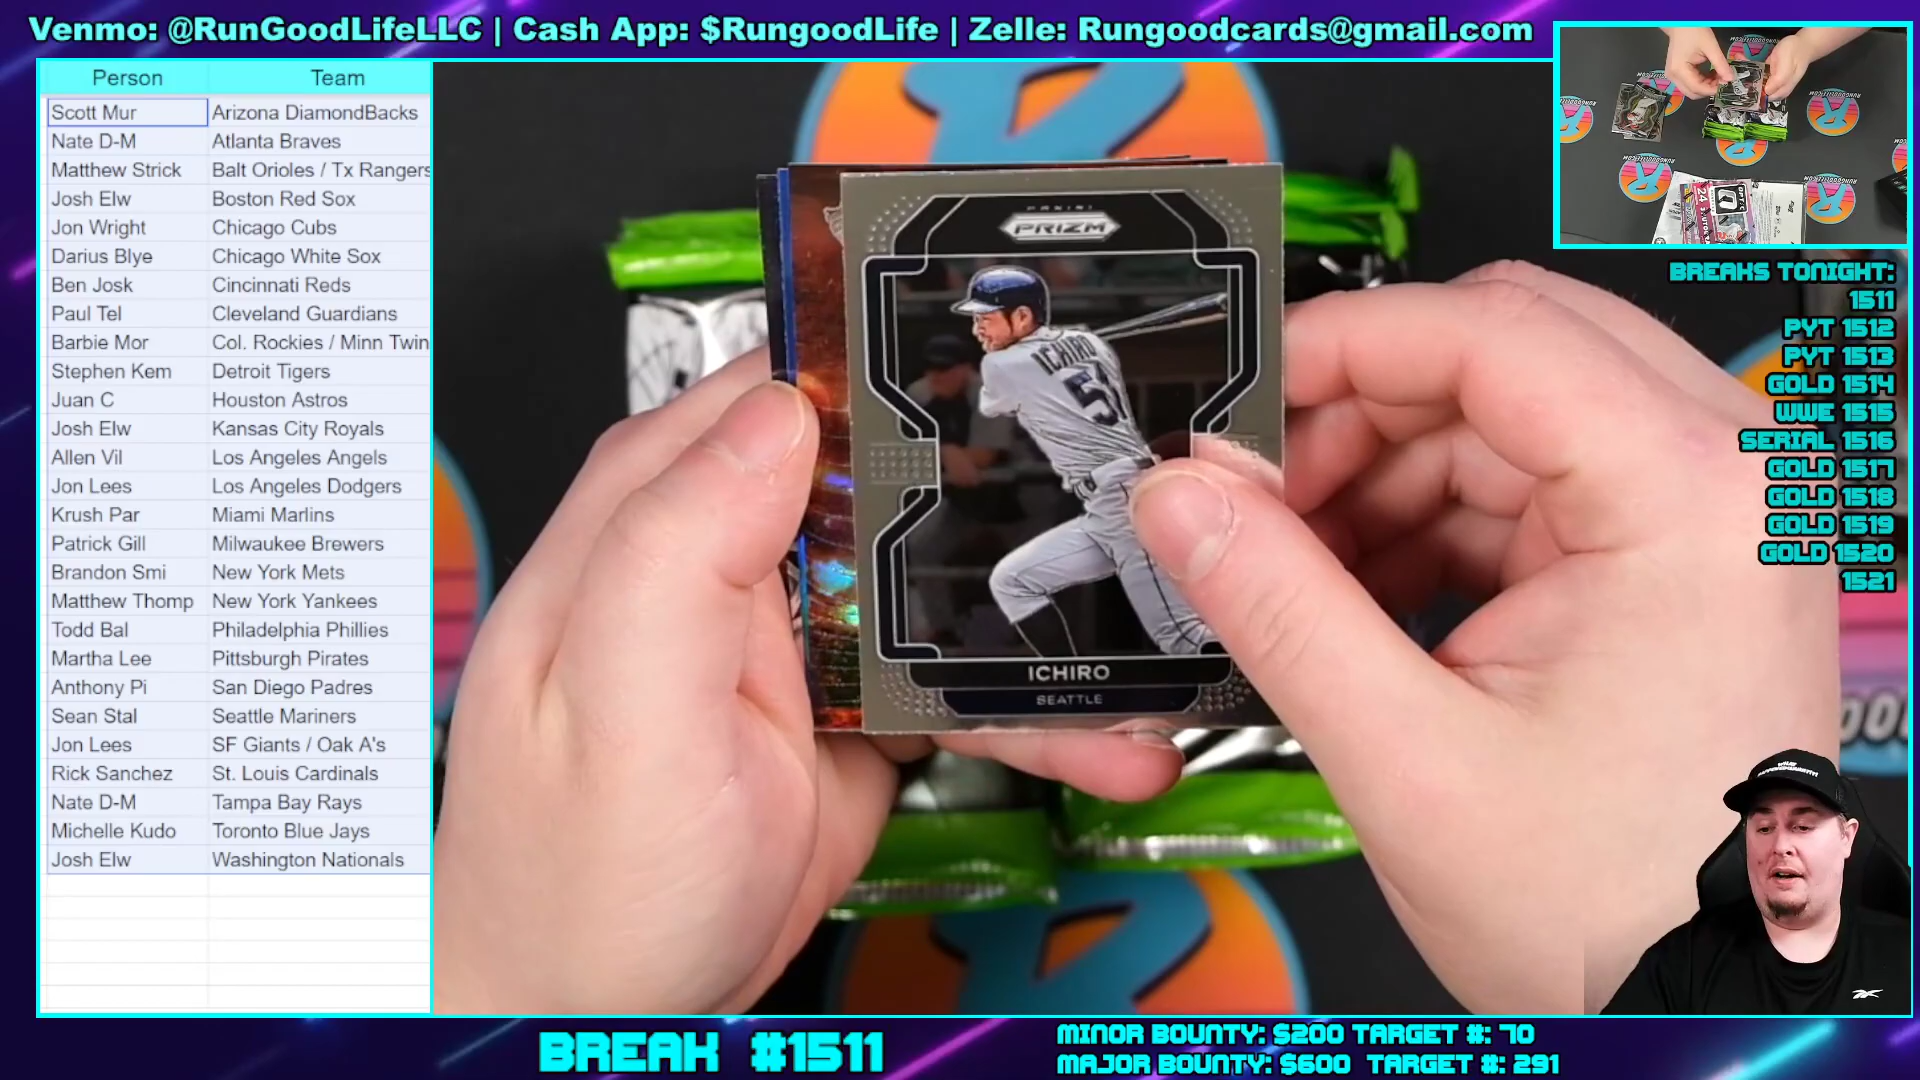 Venmo: @RunGoodLifeLLC | Cash App: $RungoodLife | Zelle: Rungoodcards@gmail.com
Person Team
Scott Mur Arizona DiamondBacks
Nate D-M Atlanta Braves
Matthew Strick Balt Orioles / Tx Rangers
Josh Elw Boston Red Sox
Jon Wright Chicago Cubs
Darius Blye Chicago White Sox
Ben Josk Cincinnati Reds
Paul Tel Cleveland Guardians
Barbie Mor Col. Rockies / Minn Twin
Stephen Kem Detroit Tigers
Juan C Houston Astros
Josh Elw Kansas City Royals
Allen Vil Los Angeles Angels
Jon Lees Los Angeles Dodgers
Krush Par Miami Marlins
Patrick Gill Milwaukee Brewers
Brandon Smi New York Mets
Matthew Thomp New York Yankees
Todd Bal Philadelphia Phillies
Martha Lee Pittsburgh Pirates
Anthony Pi San Diego Padres
Sean Stal Seattle Mariners
Jon Lees SF Giants / Oak A's
Rick Sanchez St. Louis Cardinals
Nate D-M Tampa Bay Rays
Michelle Kudo Toronto Blue Jays
Josh Elw Washington Nationals
PANINI
PRIZM
ICHIRO
51
ICHIRO
SEATTLE
BREAKS TONIGHT:
1511
PYT 1512
PYT 1513
GOLD 1514
WWE 1515
SERIAL 1516
GOLD 1517
GOLD 1518
GOLD 1519
GOLD 1520
1521
BREAK #1511
MINOR BOUNTY: $200 TARGET #: 70
MAJOR BOUNTY: $600 TARGET #: 291